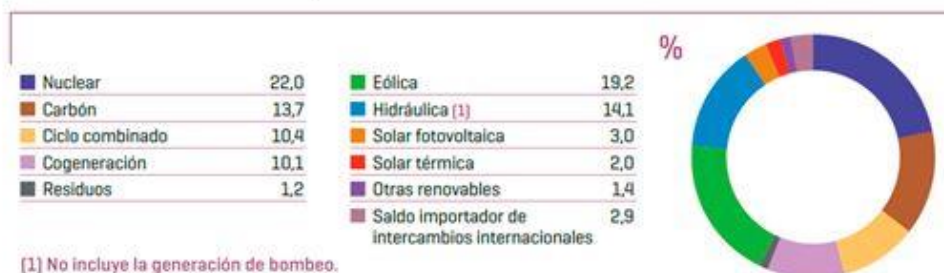 %
Nuclear 22,0
Carbón 13,7
Ciclo combinado 10,4
Cogeneración 10,1
Residuos 1,2
Eólica 19,2
Hidráulica (1) 14,1
Solar fotovoltaica 3,0
Solar térmica 2,0
Otras renovables 1,4
Saldo importador de 2,9
intercambios internacionales
(1) No incluye la generación de bombeo.